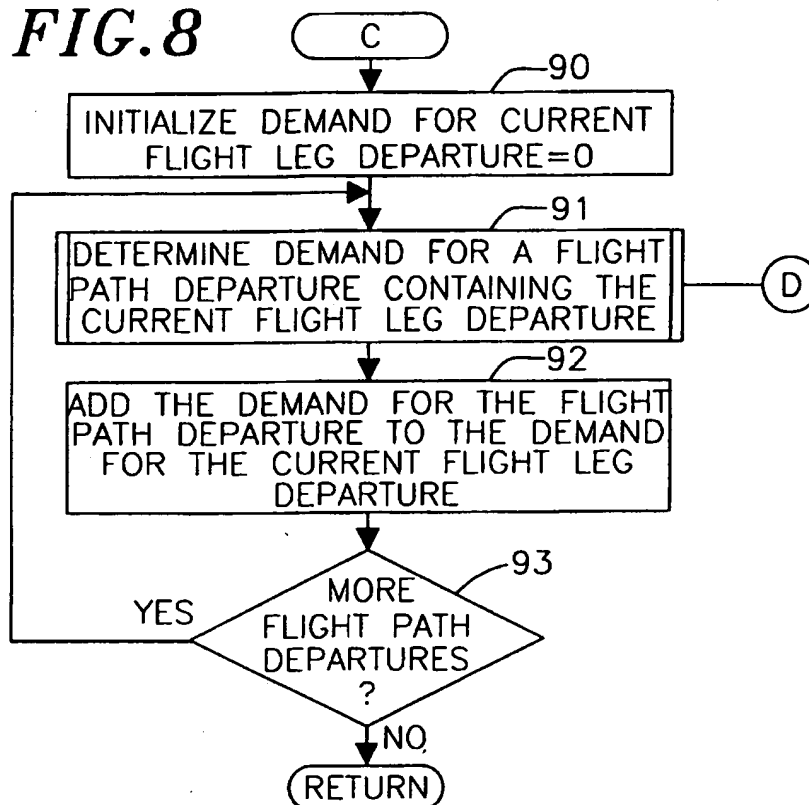 FIG.8
C
90
INITIALIZE DEMAND FOR CURRENT
FLIGHT LEG DEPARTURE=0
91
DETERMINE DEMAND FOR A FLIGHT
PATH DEPARTURE CONTAINING THE
CURRENT FLIGHT LEG DEPARTURE
D
92
ADD THE DEMAND FOR THE FLIGHT
PATH DEPARTURE TO THE DEMAND
FOR THE CURRENT FLIGHT LEG
DEPARTURE
93
MORE
FLIGHT PATH
DEPARTURES
?
YES
NO
RETURN